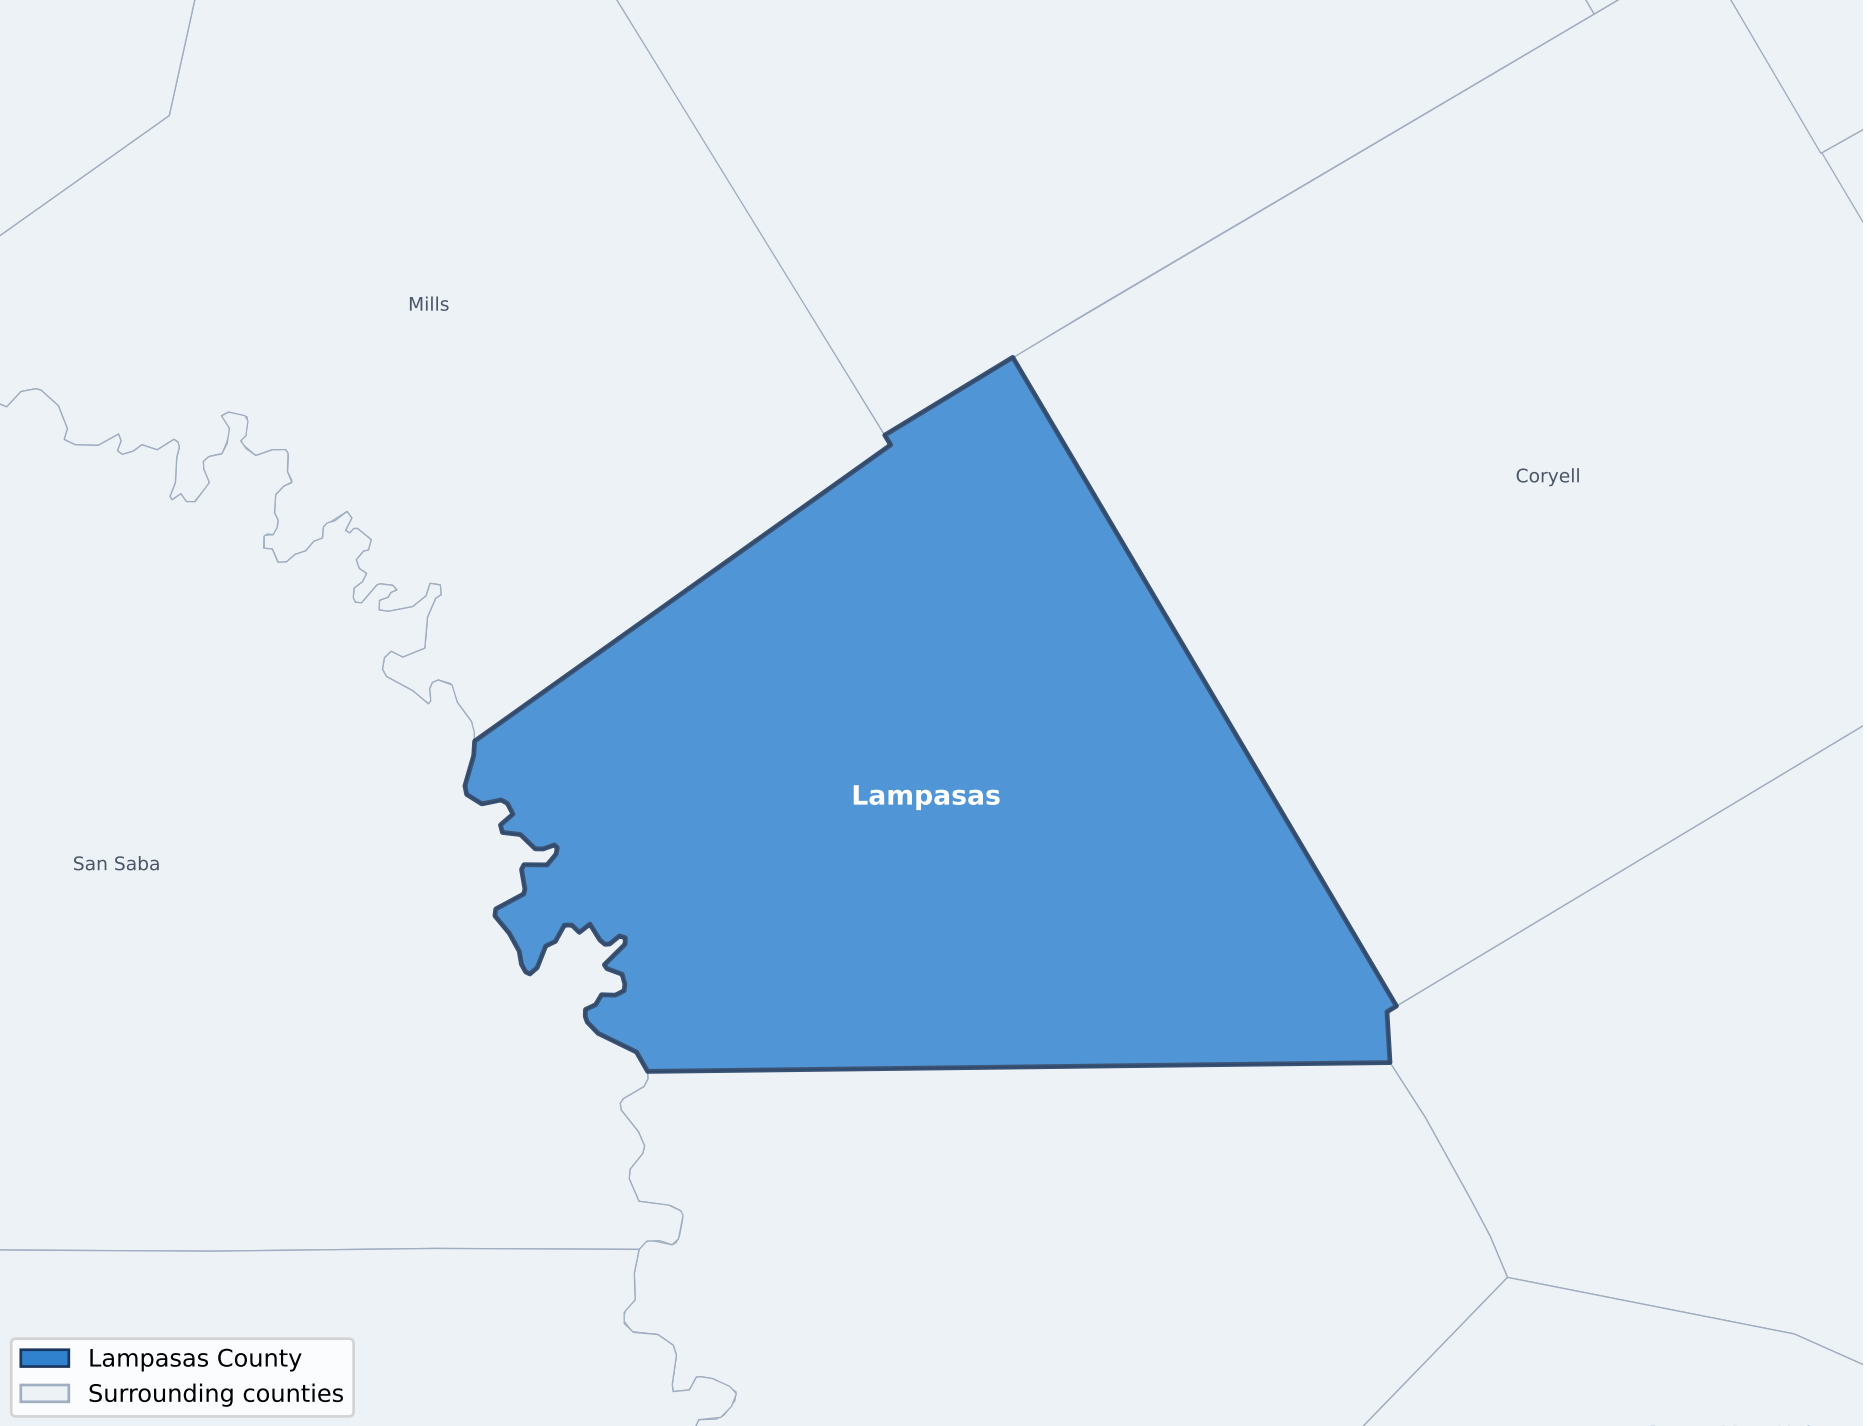 Mills
Coryell
Lampasas
San Saba
Lampasas County
Surrounding counties